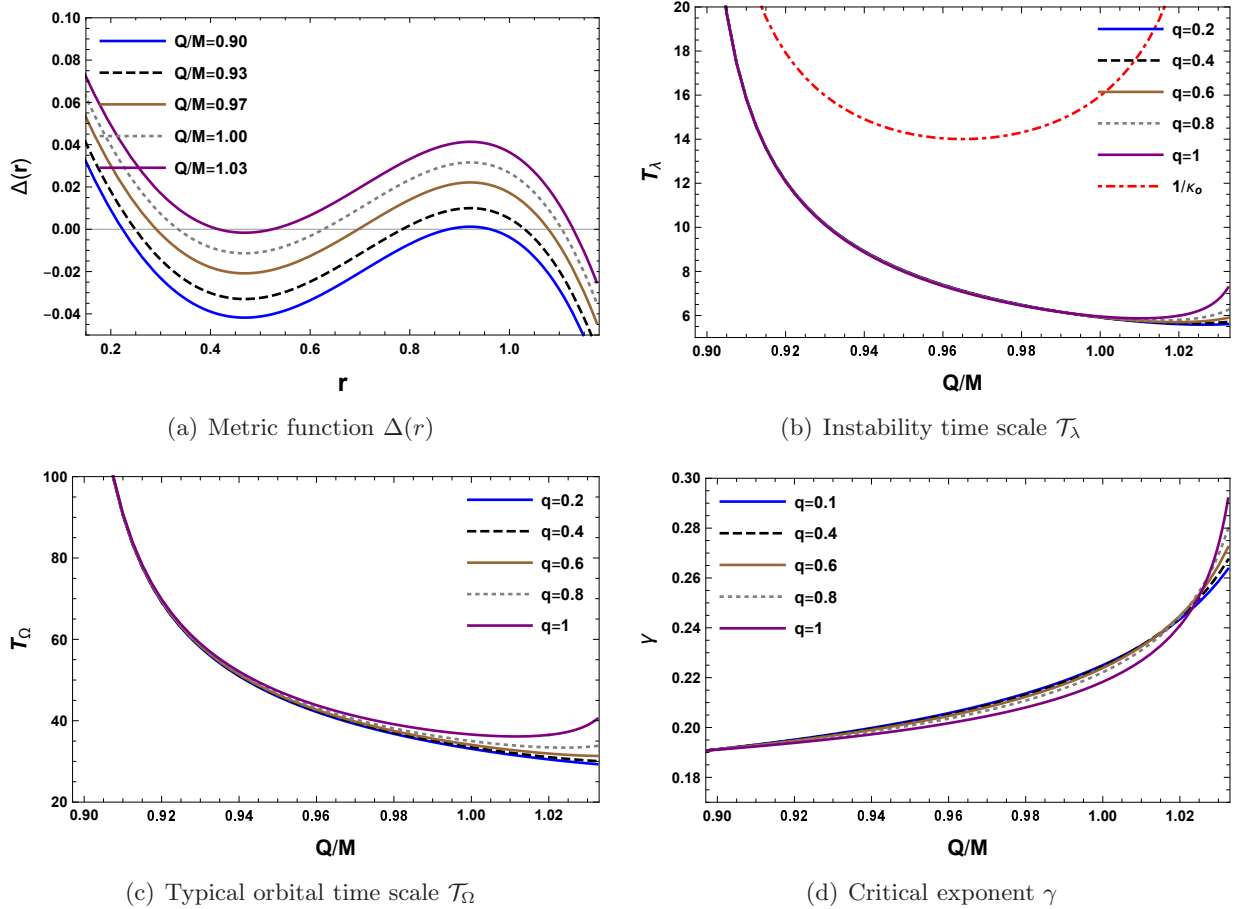 Q/M=0.90
Q/M=0.93
Q/M=0.97
Q/M=1.00
Q/M=1.03
0.10
0.08
0.06
0.04
0.02
0.00
-0.02
-0.04
Δ(r)
0.2 0.4 0.6 0.8 1.0
r
(a) Metric function Δ(r)
q=0.2
q=0.4
q=0.6
q=0.8
q=1
1/κₒ
20
18
16
14
12
10
8
6
T_λ
0.90 0.92 0.94 0.96 0.98 1.00 1.02
Q/M
(b) Instability time scale 𝒯_λ
q=0.2
q=0.4
q=0.6
q=0.8
q=1
100
80
60
40
20
T_Ω
0.90 0.92 0.94 0.96 0.98 1.00 1.02
Q/M
(c) Typical orbital time scale 𝒯_Ω
q=0.1
q=0.4
q=0.6
q=0.8
q=1
0.30
0.28
0.26
0.24
0.22
0.20
0.18
γ
0.90 0.92 0.94 0.96 0.98 1.00 1.02
Q/M
(d) Critical exponent γ